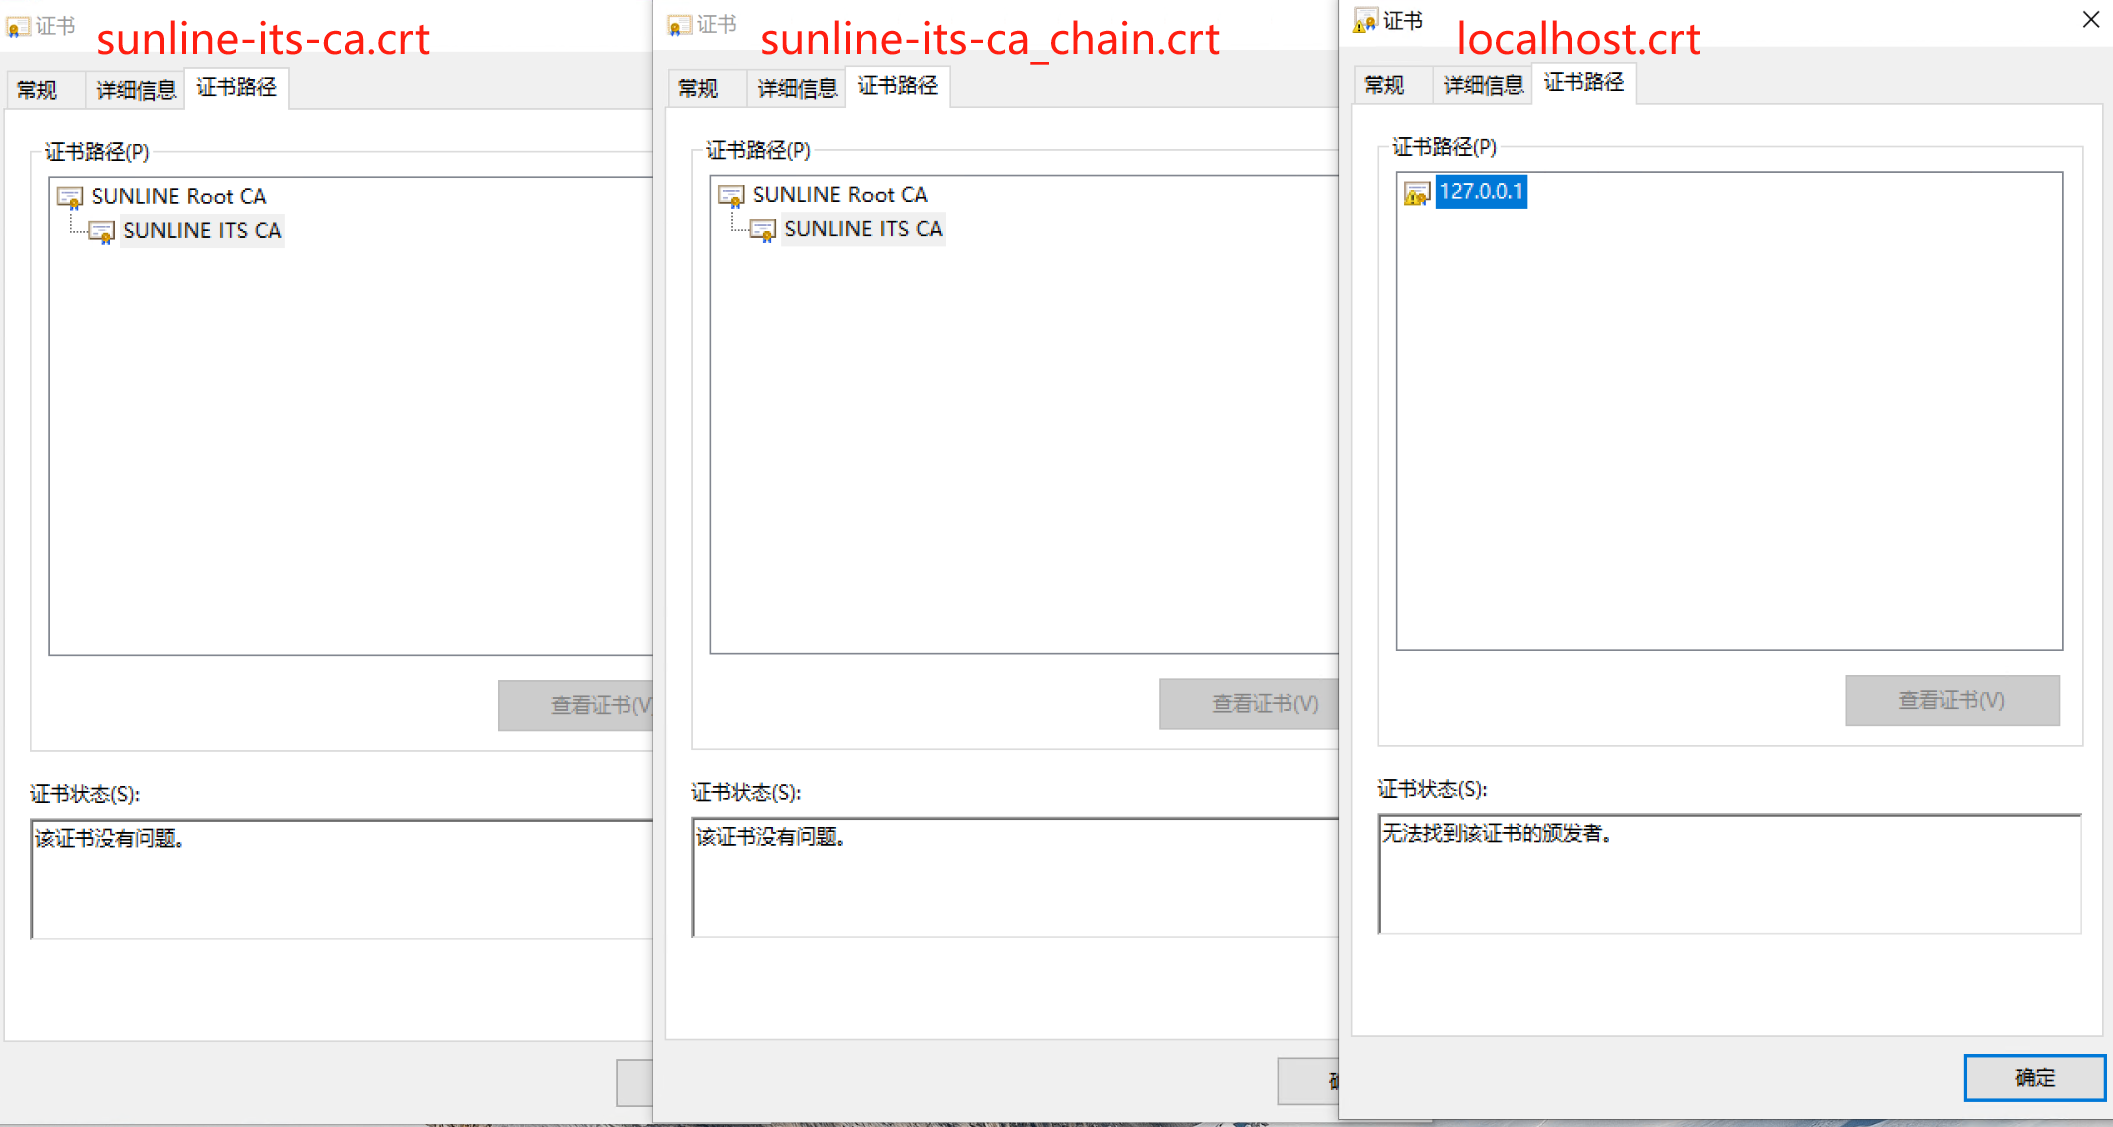 证书
sunline-its-ca.crt
常规
详细信息
证书路径
证书路径(P)
SUNLINE Root CA
SUNLINE ITS CA
查看证书(V)
证书状态(S):
该证书没有问题。
证书
sunline-its-ca_chain.crt
常规
详细信息
证书路径
证书路径(P)
SUNLINE Root CA
SUNLINE ITS CA
查看证书(V)
证书状态(S):
该证书没有问题。
证书
localhost.crt
常规
详细信息
证书路径
证书路径(P)
127.0.0.1
查看证书(V)
证书状态(S):
无法找到该证书的颁发者。
确定